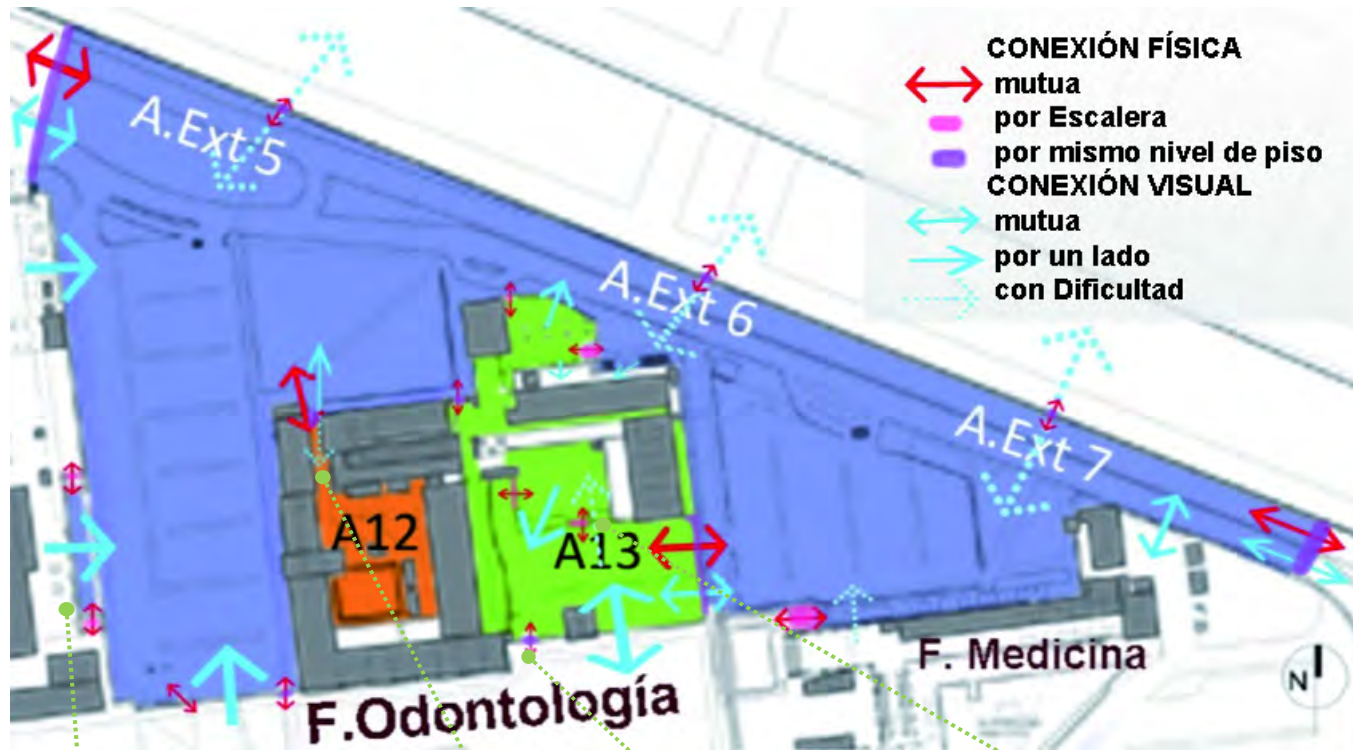 CONEXIÓN FÍSICA
mutua
por Escalera
por mismo nivel de piso
CONEXIÓN VISUAL
mutua
por un lado
con Dificultad
A.Ext 5
A.Ext 6
A.Ext 7
A12
A13
F. Medicina
F.Odontología
N